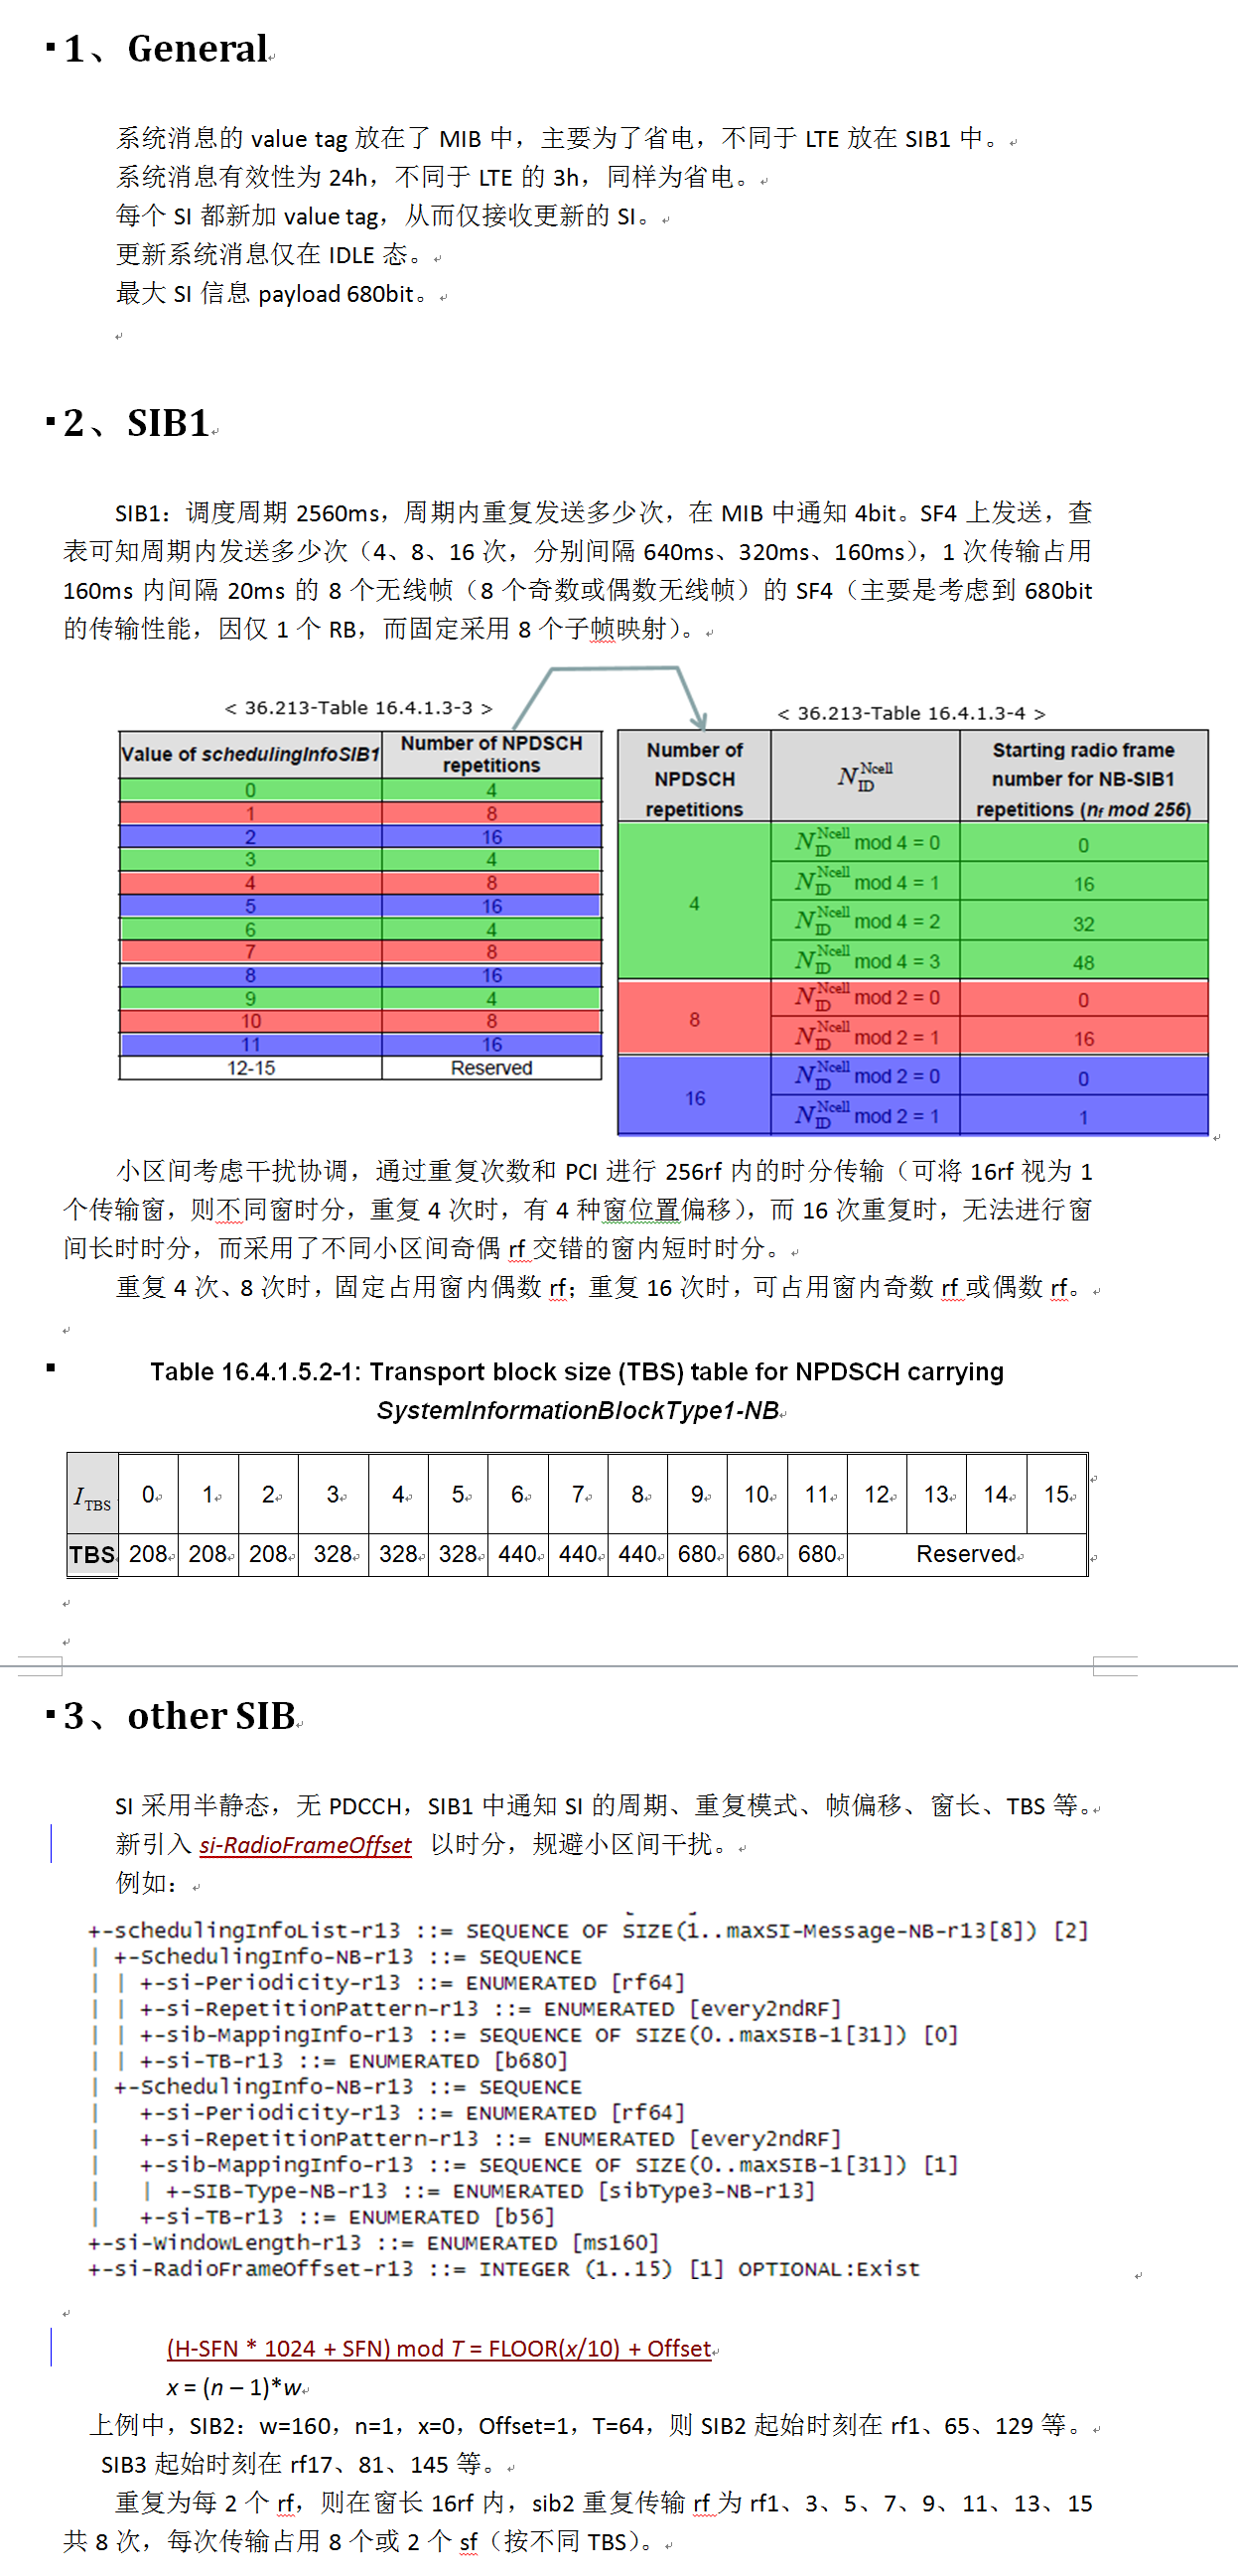 1、General
系统消息的 value tag 放在了 MIB 中，主要为了省电，不同于 LTE 放在 SIB1 中。
系统消息有效性为 24h，不同于 LTE 的 3h，同样为省电。
每个 SI 都新加 value tag，从而仅接收更新的 SI。
更新系统消息仅在 IDLE 态。
最大 SI 信息 payload 680bit。
2、SIB1
SIB1：调度周期 2560ms，周期内重复发送多少次，在 MIB 中通知 4bit。SF4 上发送，查
表可知周期内发送多少次（4、8、16 次，分别间隔 640ms、320ms、160ms），1 次传输占用
160ms 内间隔 20ms 的 8 个无线帧（8 个奇数或偶数无线帧）的 SF4（主要是考虑到 680bit
的传输性能，因仅 1 个 RB，而固定采用 8 个子帧映射）。
< 36.213-Table 16.4.1.3-3 >
Value of schedulingInfoSIB1 Number of NPDSCH repetitions
0 4
1 8
2 16
3 4
4 8
5 16
6 4
7 8
8 16
9 4
10 8
11 16
12-15 Reserved
< 36.213-Table 16.4.1.3-4 >
Number of NPDSCH repetitions N_ID^Ncell Starting radio frame number for NB-SIB1 repetitions (nf mod 256)
4 N_ID^Ncell mod 4 = 0 0
N_ID^Ncell mod 4 = 1 16
N_ID^Ncell mod 4 = 2 32
N_ID^Ncell mod 4 = 3 48
8 N_ID^Ncell mod 2 = 0 0
N_ID^Ncell mod 2 = 1 16
16 N_ID^Ncell mod 2 = 0 0
N_ID^Ncell mod 2 = 1 1
小区间考虑干扰协调，通过重复次数和 PCI 进行 256rf 内的时分传输（可将 16rf 视为 1
个传输窗，则不同窗时分，重复 4 次时，有 4 种窗位置偏移），而 16 次重复时，无法进行窗
间长时时分，而采用了不同小区间奇偶 rf 交错的窗内短时时分。
重复 4 次、8 次时，固定占用窗内偶数 rf；重复 16 次时，可占用窗内奇数 rf 或偶数 rf。
Table 16.4.1.5.2-1: Transport block size (TBS) table for NPDSCH carrying
SystemInformationBlockType1-NB
I_TBS 0 1 2 3 4 5 6 7 8 9 10 11 12 13 14 15
TBS 208 208 208 328 328 328 440 440 440 680 680 680 Reserved
3、other SIB
SI 采用半静态，无 PDCCH，SIB1 中通知 SI 的周期、重复模式、帧偏移、窗长、TBS 等。
新引入 si-RadioFrameOffset 以时分，规避小区间干扰。
例如：
+-schedulingInfoList-r13 ::= SEQUENCE OF SIZE(1..maxSI-Message-NB-r13[8]) [2]
| +-SchedulingInfo-NB-r13 ::= SEQUENCE
| | +-si-Periodicity-r13 ::= ENUMERATED [rf64]
| | +-si-RepetitionPattern-r13 ::= ENUMERATED [every2ndRF]
| | +-sib-MappingInfo-r13 ::= SEQUENCE OF SIZE(0..maxSIB-1[31]) [0]
| | +-si-TB-r13 ::= ENUMERATED [b680]
| +-SchedulingInfo-NB-r13 ::= SEQUENCE
|   +-si-Periodicity-r13 ::= ENUMERATED [rf64]
|   +-si-RepetitionPattern-r13 ::= ENUMERATED [every2ndRF]
|   +-sib-MappingInfo-r13 ::= SEQUENCE OF SIZE(0..maxSIB-1[31]) [1]
|   | +-SIB-Type-NB-r13 ::= ENUMERATED [sibType3-NB-r13]
|   +-si-TB-r13 ::= ENUMERATED [b56]
+-si-WindowLength-r13 ::= ENUMERATED [ms160]
+-si-RadioFrameOffset-r13 ::= INTEGER (1..15) [1] OPTIONAL:Exist
(H-SFN * 1024 + SFN) mod T = FLOOR(x/10) + Offset
x = (n – 1)*w
上例中，SIB2：w=160，n=1，x=0，Offset=1，T=64，则 SIB2 起始时刻在 rf1、65、129 等。
SIB3 起始时刻在 rf17、81、145 等。
重复为每 2 个 rf，则在窗长 16rf 内，sib2 重复传输 rf 为 rf1、3、5、7、9、11、13、15
共 8 次，每次传输占用 8 个或 2 个 sf（按不同 TBS）。